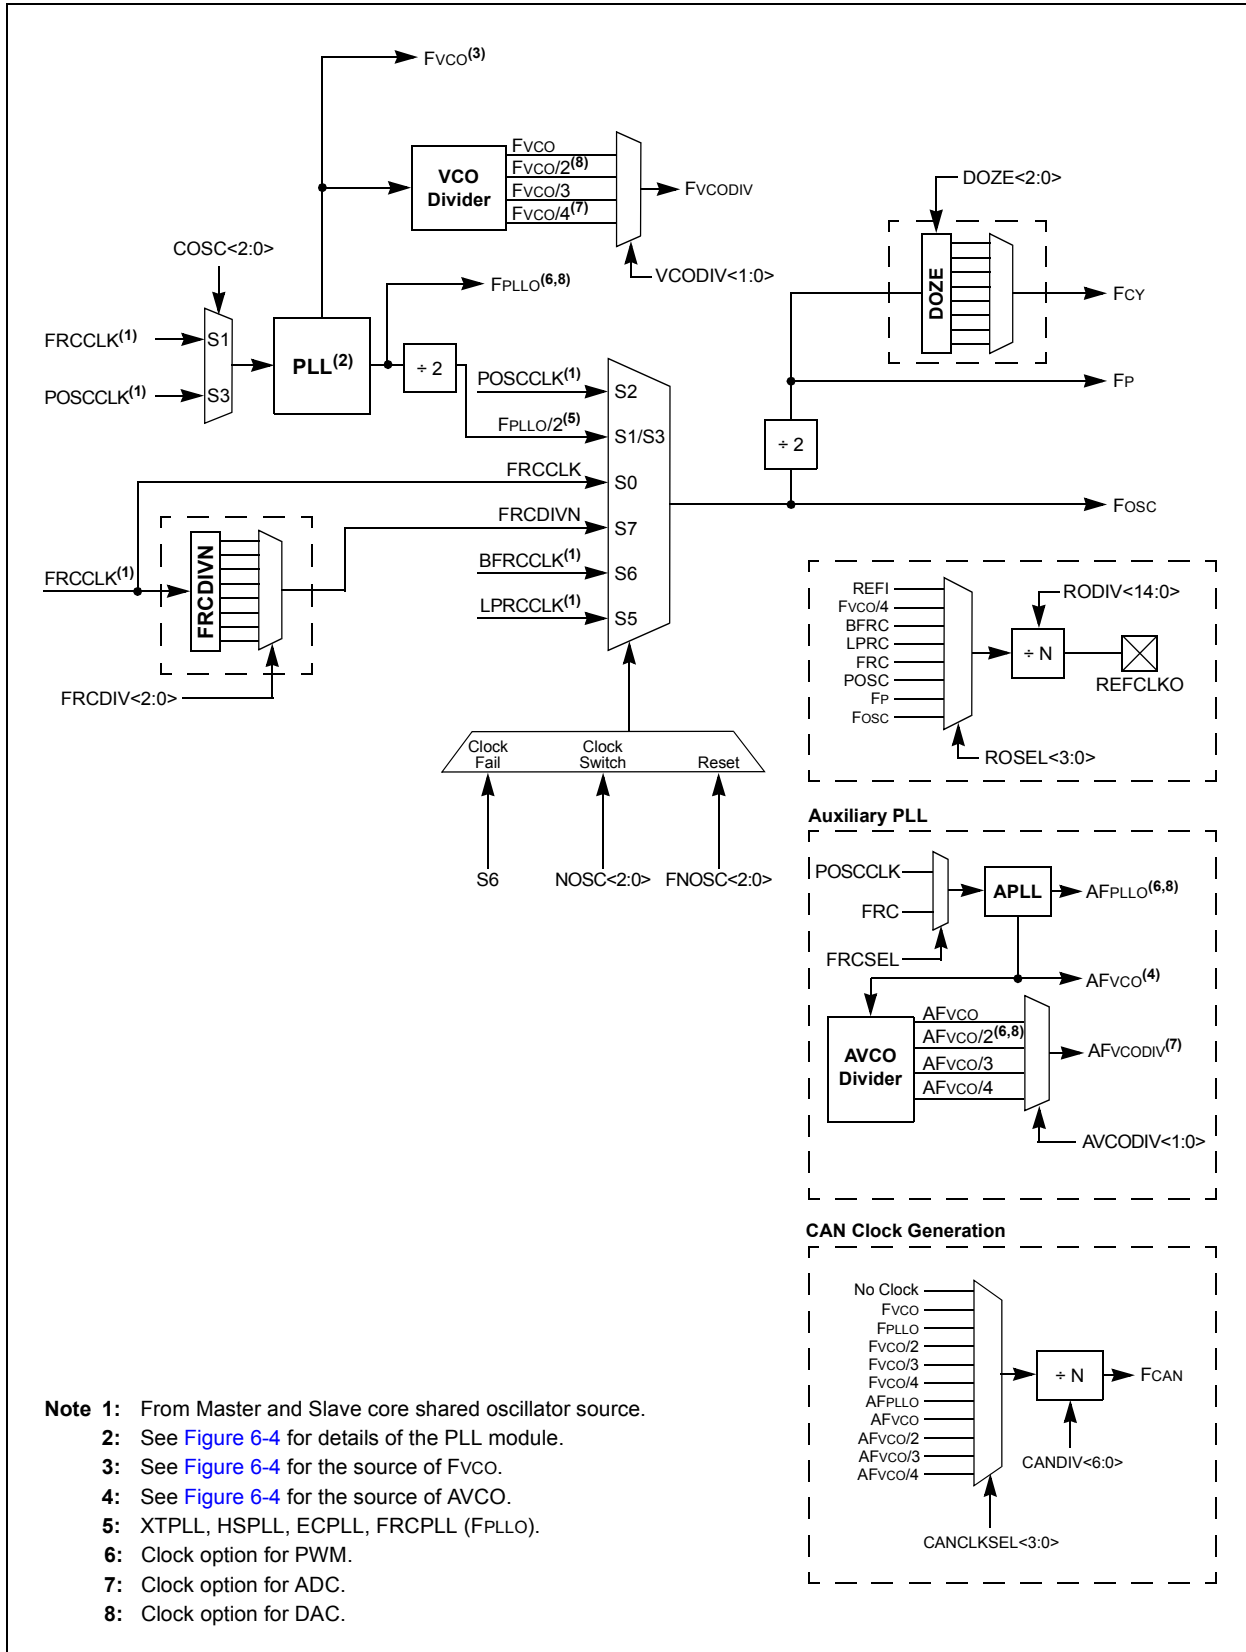 FVCO(3)
VCO
Divider
FVCO
FVCO/2(8)
FVCO/3
FVCO/4(7)
FVCODIV
VCODIV<1:0>
DOZE<2:0>
DOZE
FCY
COSC<2:0>
FPLLO(6,8)
FRCCLK(1)
S1
POSCCLK(1)
S3
PLL(2)
÷ 2
FP
÷ 2
POSCCLK(1)
S2
FPLLO/2(5)
S1/S3
FRCCLK
S0
FOSC
FRCDIVN
S7
BFRCCLK(1)
S6
LPRCCLK(1)
S5
FRCCLK(1)
FRCDIVN
FRCDIV<2:0>
Clock
Fail
Clock
Switch
Reset
S6
NOSC<2:0>
FNOSC<2:0>
REFI
FVCO/4
BFRC
LPRC
FRC
POSC
FP
FOSC
RODIV<14:0>
÷ N
REFCLKO
ROSEL<3:0>
Auxiliary PLL
POSCCLK
FRC
FRCSEL
APLL
AFPLLO(6,8)
AFVCO(4)
AVCO
Divider
AFVCO
AFVCO/2(6,8)
AFVCO/3
AFVCO/4
AFVCODIV(7)
AVCODIV<1:0>
CAN Clock Generation
No Clock
FVCO
FPLLO
FVCO/2
FVCO/3
FVCO/4
AFPLLO
AFVCO
AFVCO/2
AFVCO/3
AFVCO/4
÷ N
FCAN
CANDIV<6:0>
CANCLKSEL<3:0>
Note 1: From Master and Slave core shared oscillator source.
2: See Figure 6-4 for details of the PLL module.
3: See Figure 6-4 for the source of FVCO.
4: See Figure 6-4 for the source of AVCO.
5: XTPLL, HSPLL, ECPLL, FRCPLL (FPLLO).
6: Clock option for PWM.
7: Clock option for ADC.
8: Clock option for DAC.